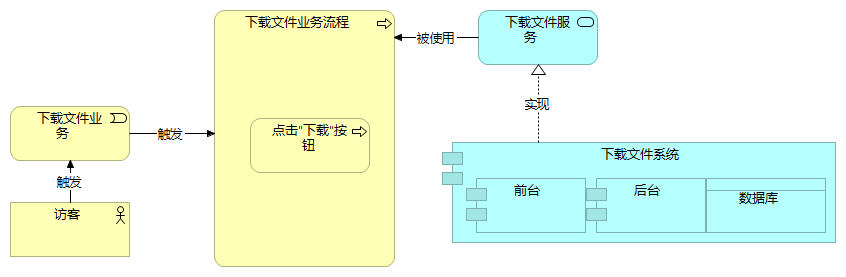 下载文件业务流程
下载文件服
务
被使用
点击"下载"按
钮
下载文件业
务
触发
触发
访客
实现
下载文件系统
前台
后台
数据库